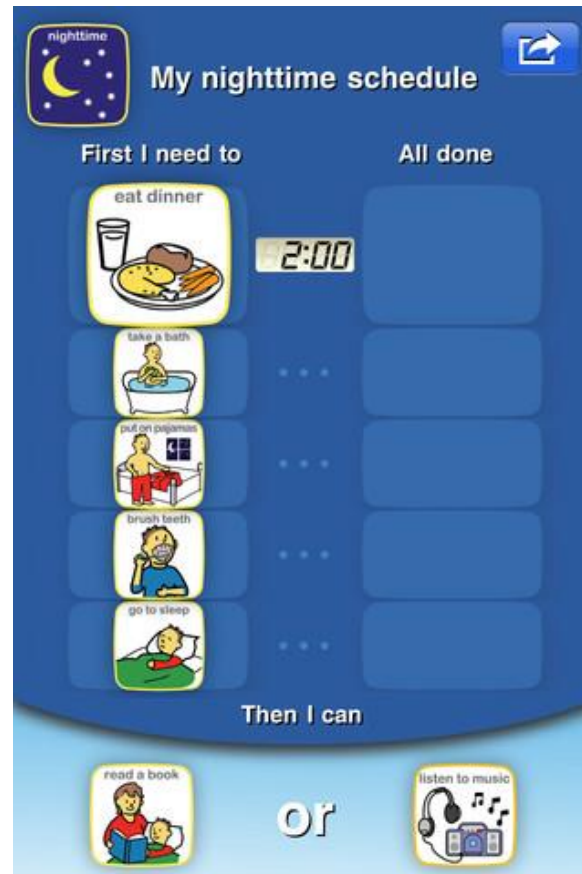 nighttime
My nighttime schedule
First I need to
All done
eat dinner
2:00
take a bath
put on pajamas
brush teeth
go to sleep
Then I can
read a book
or
listen to music